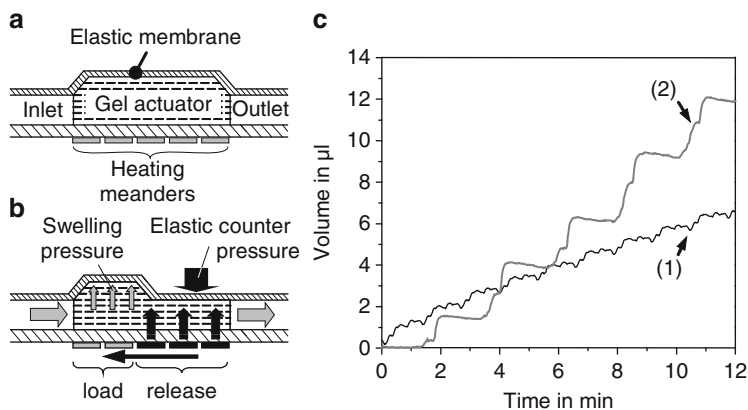 a
Elastic membrane
Inlet
Gel actuator
Outlet
Heating
meanders
b
Swelling
pressure
Elastic counter
pressure
load
release
c
Volume in µl
14
12
10
8
6
4
2
0
0 2 4 6 8 10 12
Time in min
(2)
(1)